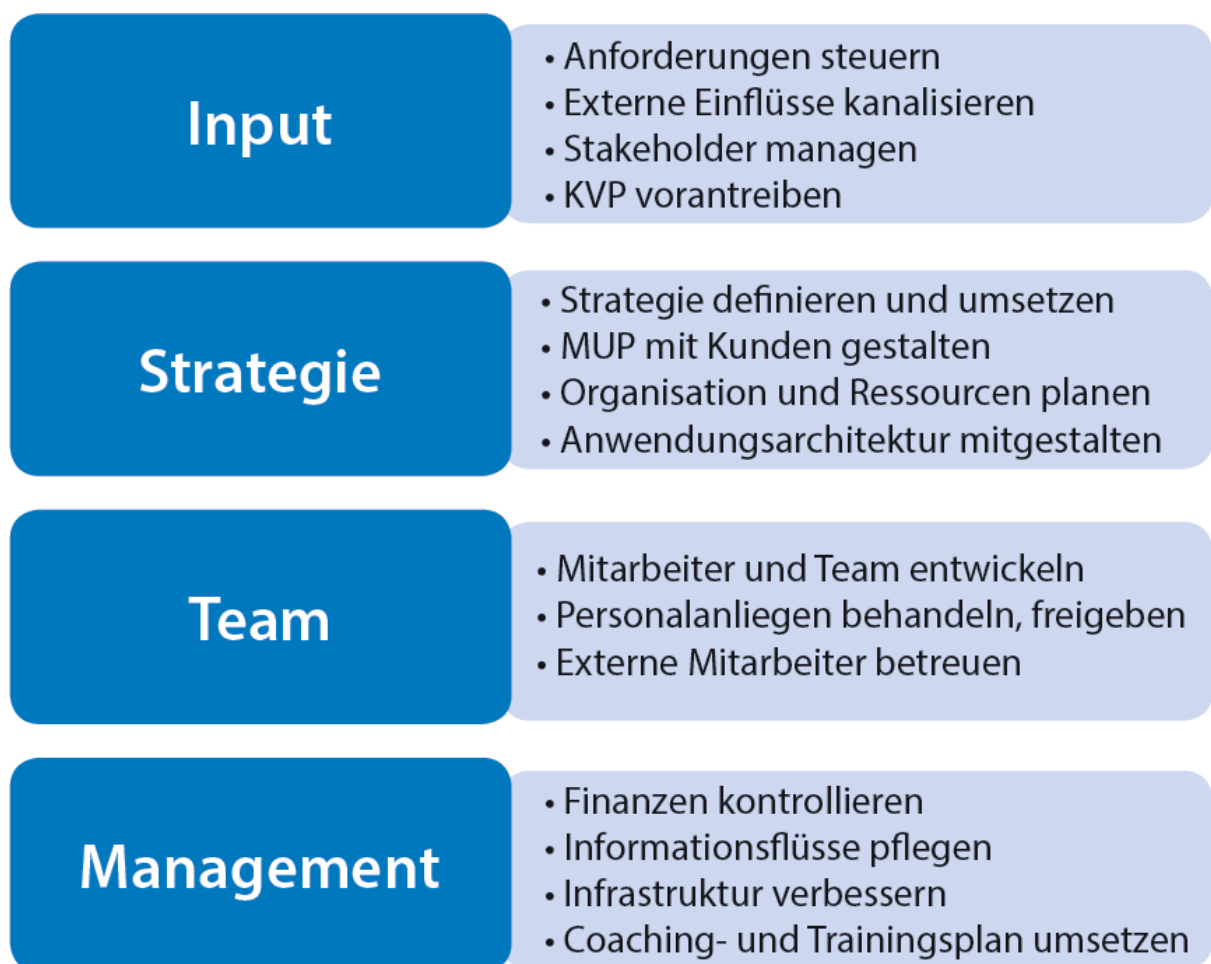 Input
• Anforderungen steuern
• Externe Einflüsse kanalisieren
• Stakeholder managen
• KVP vorantreiben
Strategie
• Strategie definieren und umsetzen
• MUP mit Kunden gestalten
• Organisation und Ressourcen planen
• Anwendungsarchitektur mitgestalten
Team
• Mitarbeiter und Team entwickeln
• Personalanliegen behandeln, freigeben
• Externe Mitarbeiter betreuen
Management
• Finanzen kontrollieren
• Informationsflüsse pflegen
• Infrastruktur verbessern
• Coaching- und Trainingsplan umsetzen